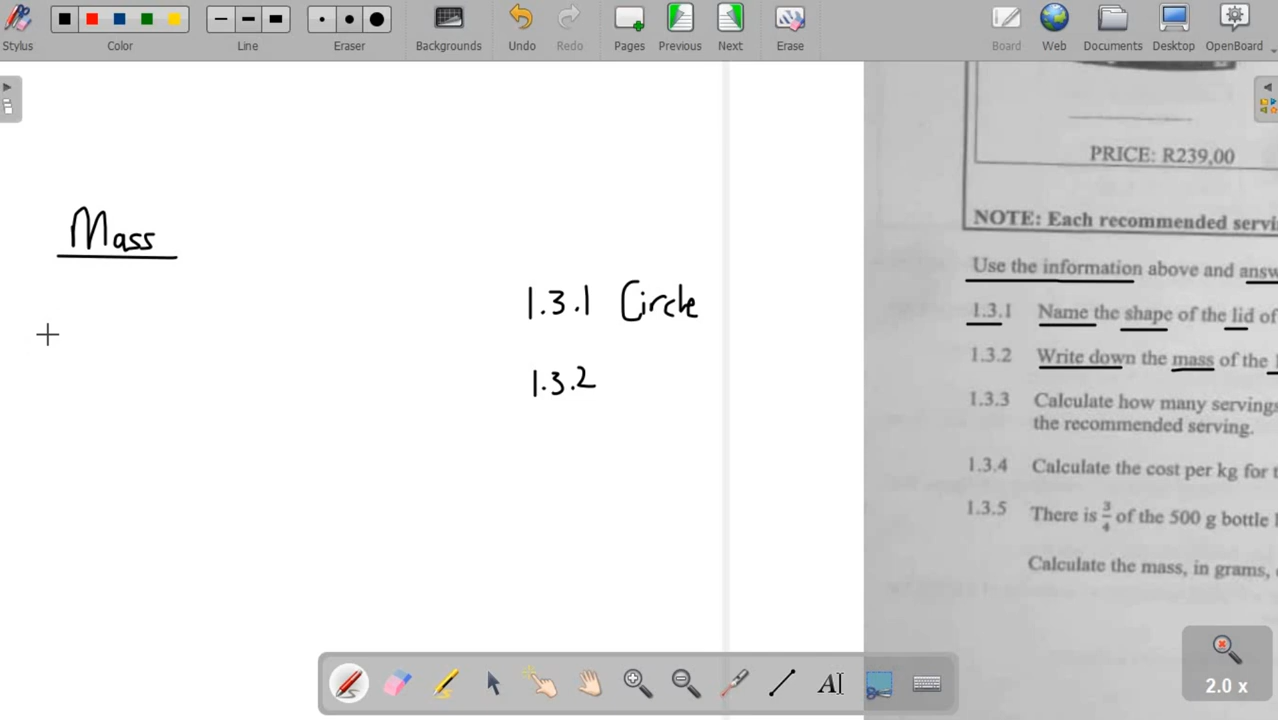 Stylus
Color
Line
Eraser
Backgrounds
Undo
Redo
Pages
Previous
Next
Erase
Board
Web
Documents
Desktop
OpenBoard
Mass
1.3.1 Circle
1.3.2
PRICE: R239,00
NOTE: Each recommended servi
Use the information above and answ
1.3.1 Name the shape of the lid of
1.3.2 Write down the mass of the
1.3.3 Calculate how many servings
the recommended serving.
1.3.4 Calculate the cost per kg for t
1.3.5 There is 3/4 of the 500 g bottle
Calculate the mass, in grams,
AI
2.0 x